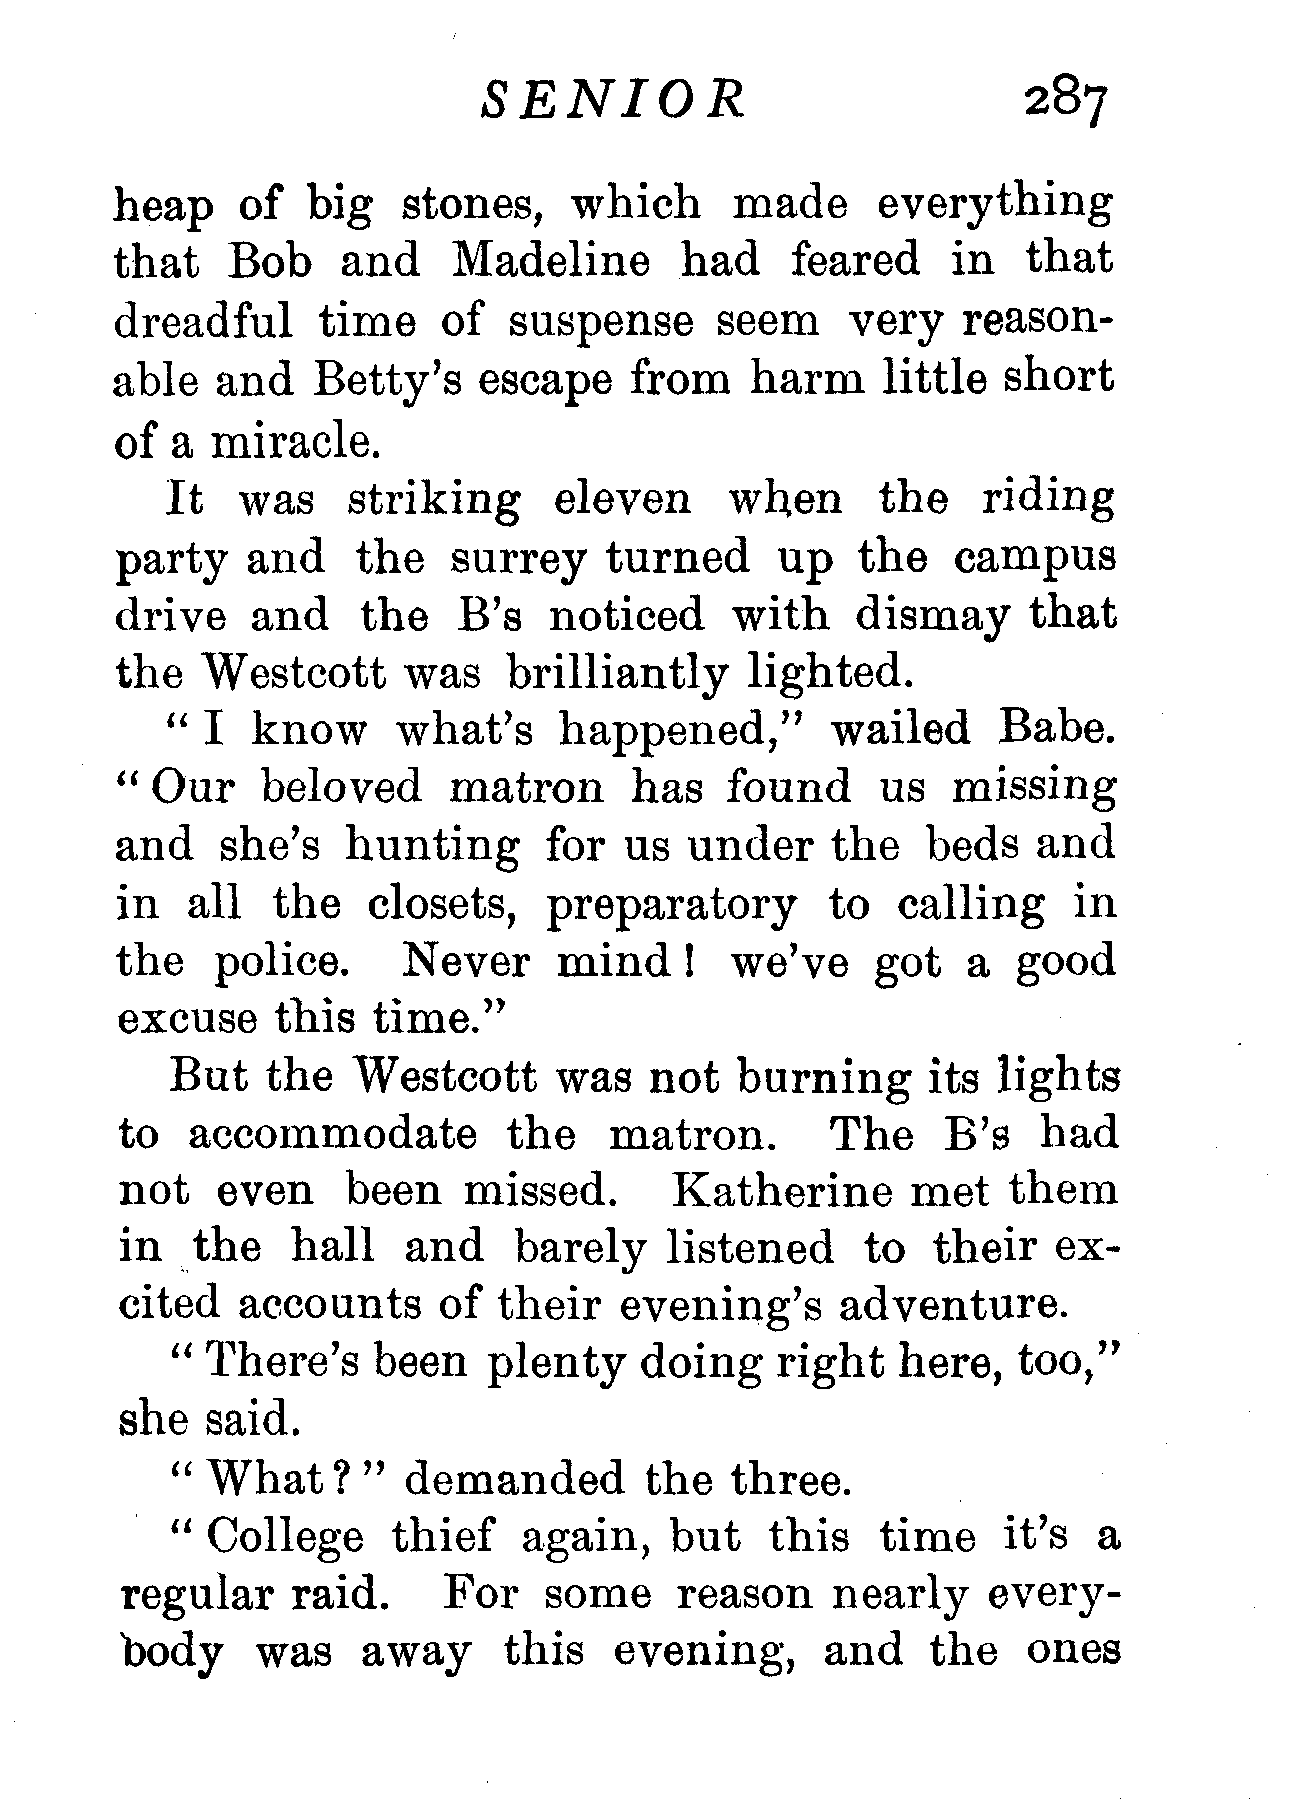 SENIOR 287
heap of big stones, which made everything
that Bob and Madeline had feared in that
dreadful time of suspense seem very reason-
able and Betty's escape from harm little short
of a miracle.
It was striking eleven when the riding
party and the surrey turned up the campus
drive and the B's noticed with dismay that
the Westcott was brilliantly lighted.
"I know what's happened," wailed Babe.
"Our beloved matron has found us missing
and she's hunting for us under the beds and
in all the closets, preparatory to calling in
the police. Never mind! we've got a good
excuse this time."
But the Westcott was not burning its lights
to accommodate the matron. The B's had
not even been missed. Katherine met them
in the hall and barely listened to their ex-
cited accounts of their evening's adventure.
"There's been plenty doing right here, too,"
she said.
"What?" demanded the three.
"College thief again, but this time it's a
regular raid. For some reason nearly every-
body was away this evening, and the ones